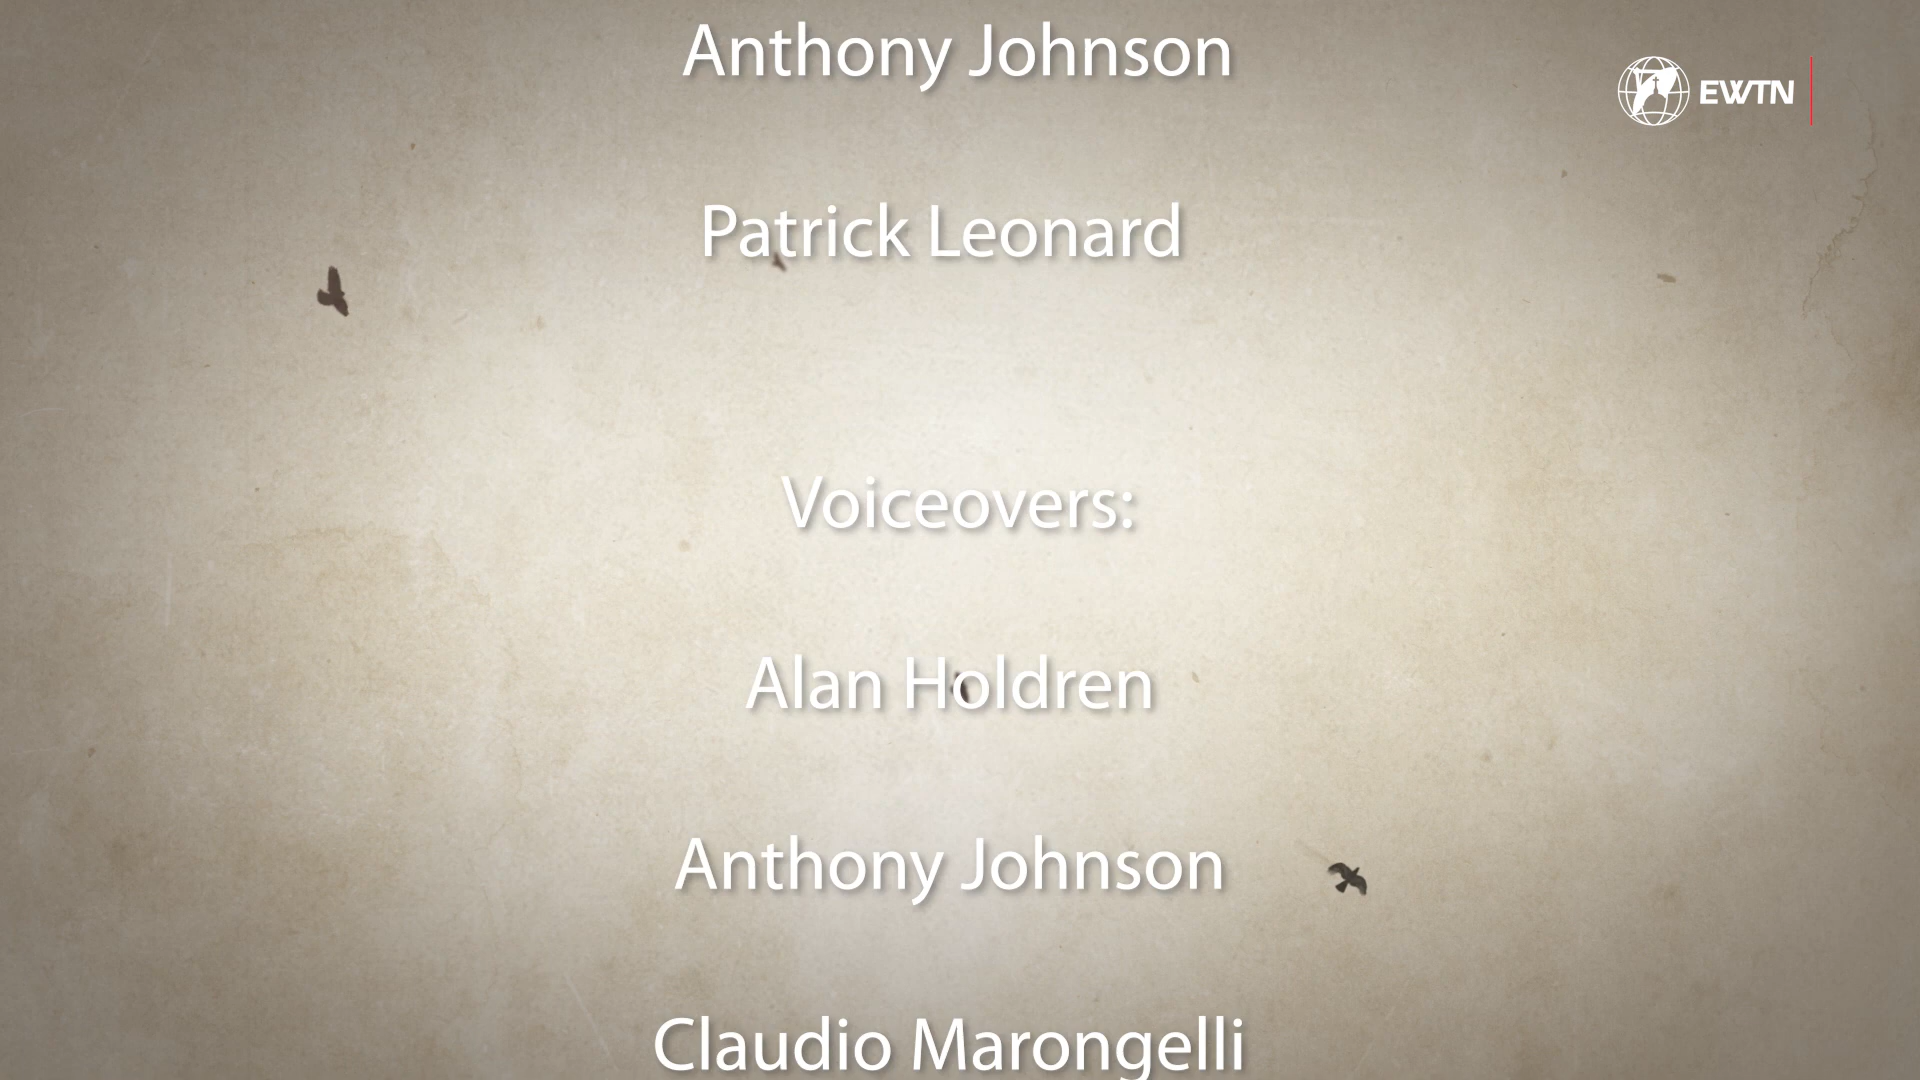 Anthony Johnson
EWTN
Patrick Leonard
Voiceovers:
Alan Holdren
Anthony Johnson
Claudio Marongelli